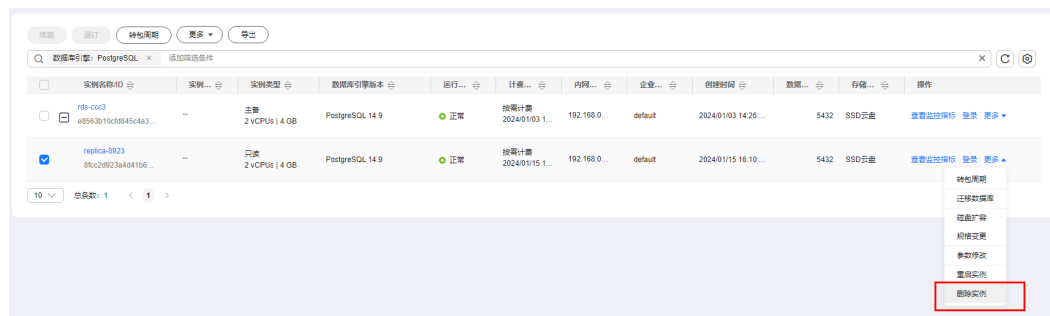 续费 退订 转包周期 更多 导出
数据库引擎: PostgreSQL × 添加筛选条件
实例名称/ID 实例... 实例类型 数据库引擎版本 运行... 计费... 内网... 企业... 创建时间 数据... 存储... 操作
rds-ccc3
e8563b10cfd845c4a3...
--
主备
2 vCPUs | 4 GB
PostgreSQL 14.9
正常
按需计费
2024/01/03 1...
192.168.0...
default
2024/01/03 14:26:...
5432
SSD云盘
查看监控指标 登录 更多
replica-8923
8fcc2d923a4d41b6...
--
只读
2 vCPUs | 4 GB
PostgreSQL 14.9
正常
按需计费
2024/01/15 1...
192.168.0...
default
2024/01/15 16:10:...
5432
SSD云盘
查看监控指标 登录 更多
转包周期
迁移数据库
磁盘扩容
规格变更
参数修改
重启实例
删除实例
10 总条数: 1 < 1 >